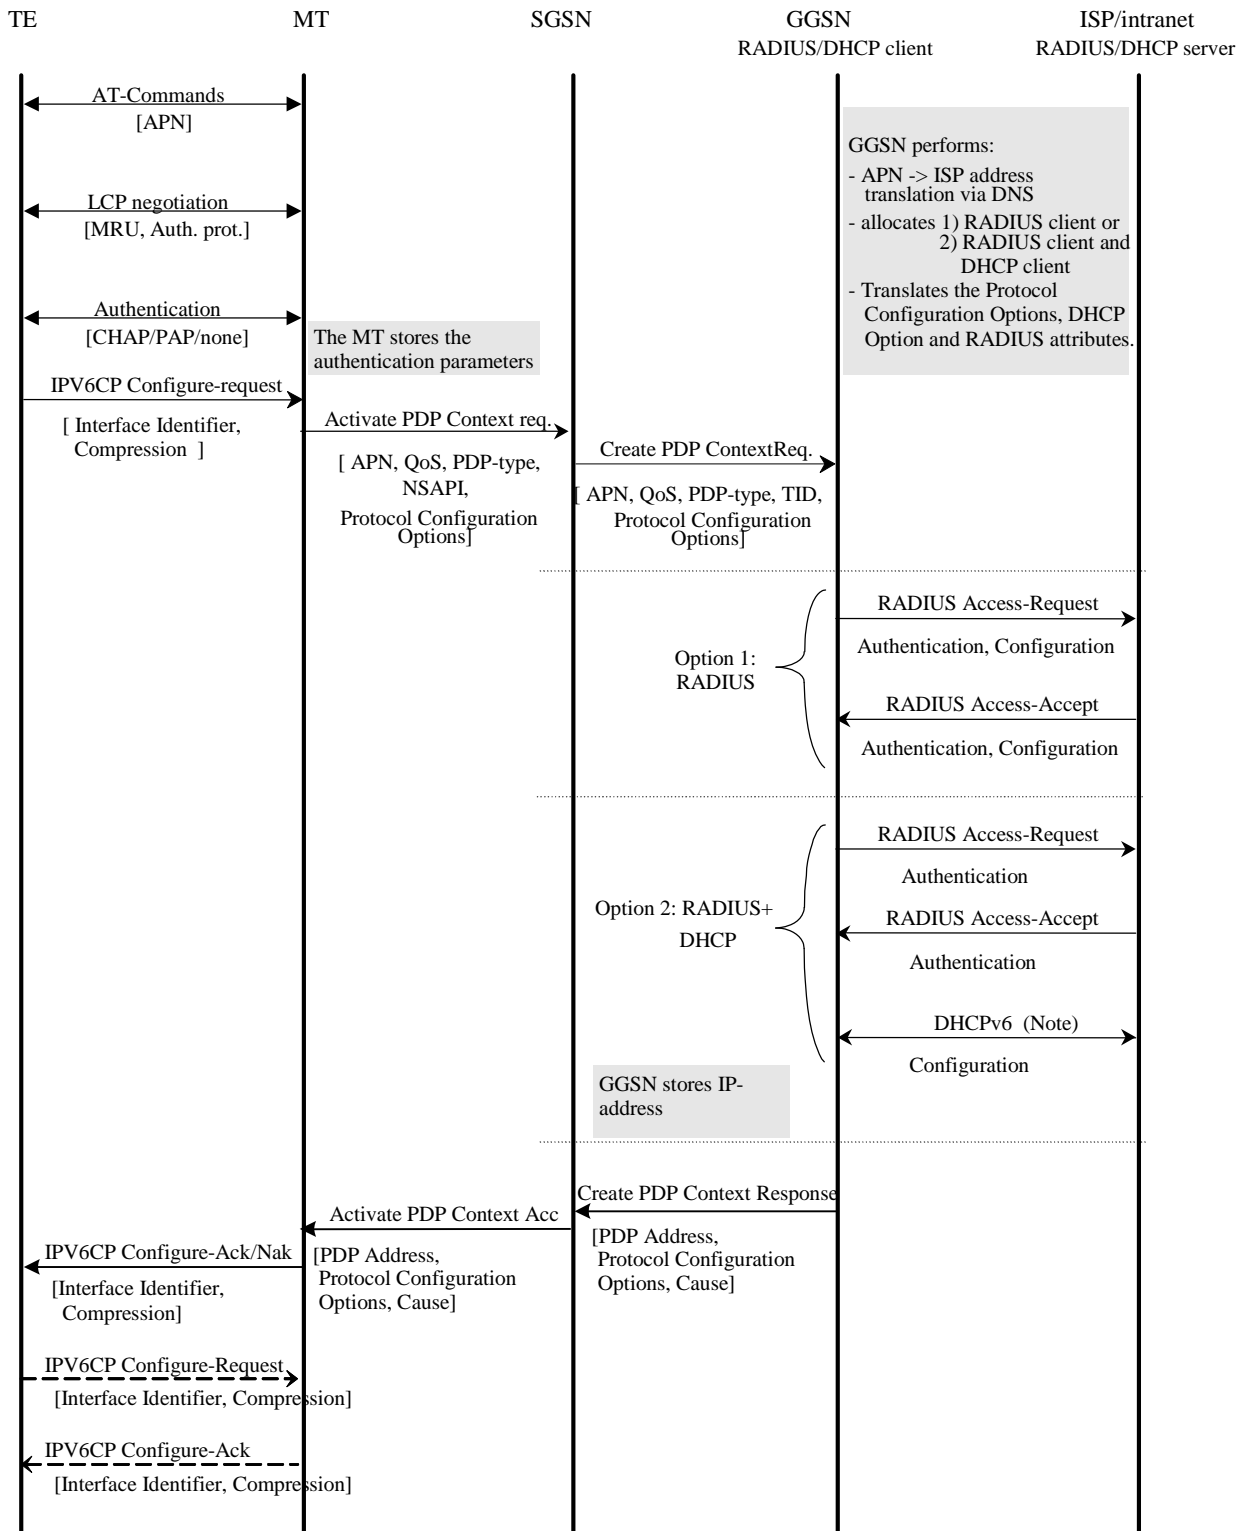 TE
MT
SGSN
GGSN
ISP/intranet
RADIUS/DHCP client
RADIUS/DHCP server
AT-Commands
[APN]
LCP negotiation
[MRU, Auth. prot.]
Authentication
[CHAP/PAP/none]
The MT stores the
authentication parameters
GGSN performs:
- APN -> ISP address
translation via DNS
- allocates 1) RADIUS client or
2) RADIUS client and
DHCP client
- Translates the Protocol
Configuration Options, DHCP
Option and RADIUS attributes.
IPV6CP Configure-request
[ Interface Identifier,
Compression ]
Activate PDP Context req.
[ APN, QoS, PDP-type,
NSAPI,
Protocol Configuration
Options]
Create PDP ContextReq.
[ APN, QoS, PDP-type, TID,
Protocol Configuration
Options]
Option 1:
RADIUS
RADIUS Access-Request
Authentication, Configuration
RADIUS Access-Accept
Authentication, Configuration
Option 2: RADIUS+
DHCP
RADIUS Access-Request
Authentication
RADIUS Access-Accept
Authentication
DHCPv6 (Note)
Configuration
GGSN stores IP-
address
Create PDP Context Response
[PDP Address,
Protocol Configuration
Options, Cause]
Activate PDP Context Acc
[PDP Address,
Protocol Configuration
Options, Cause]
IPV6CP Configure-Ack/Nak
[Interface Identifier,
Compression]
IPV6CP Configure-Request
[Interface Identifier, Compression]
IPV6CP Configure-Ack
[Interface Identifier, Compression]